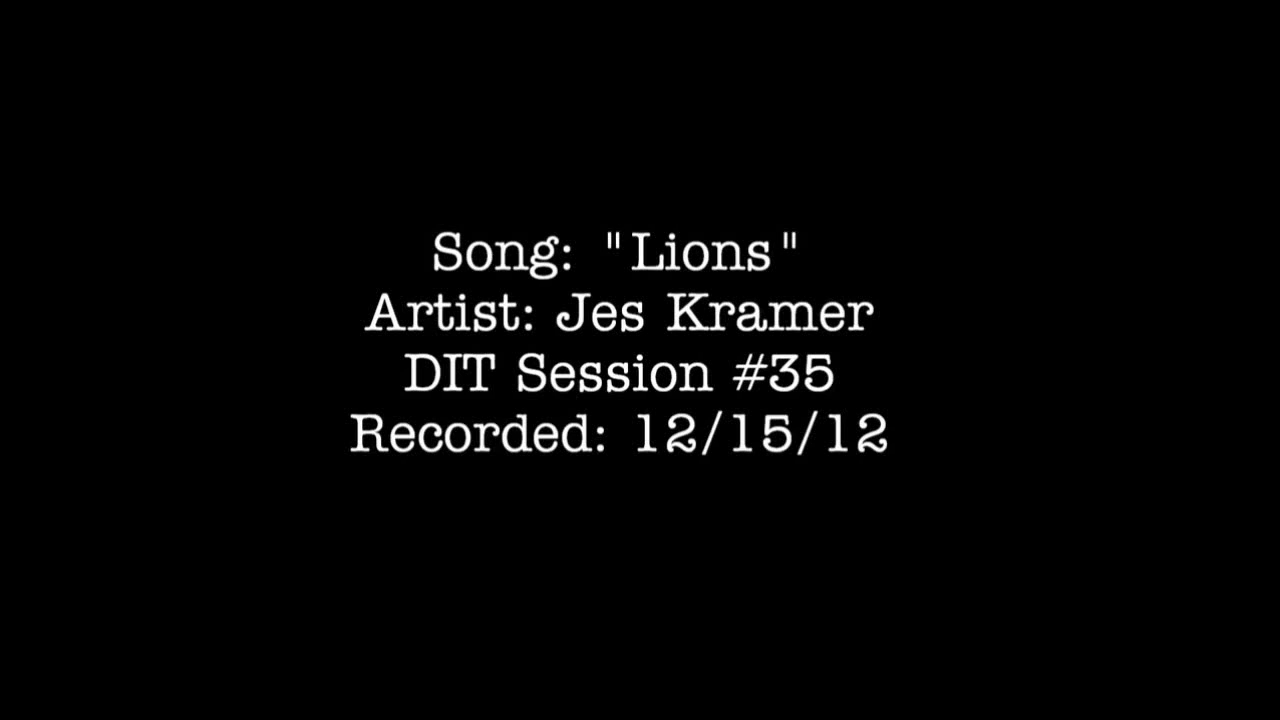 Song: "Lions"
Artist: Jes Kramer
DIT Session #35
Recorded: 12/15/12